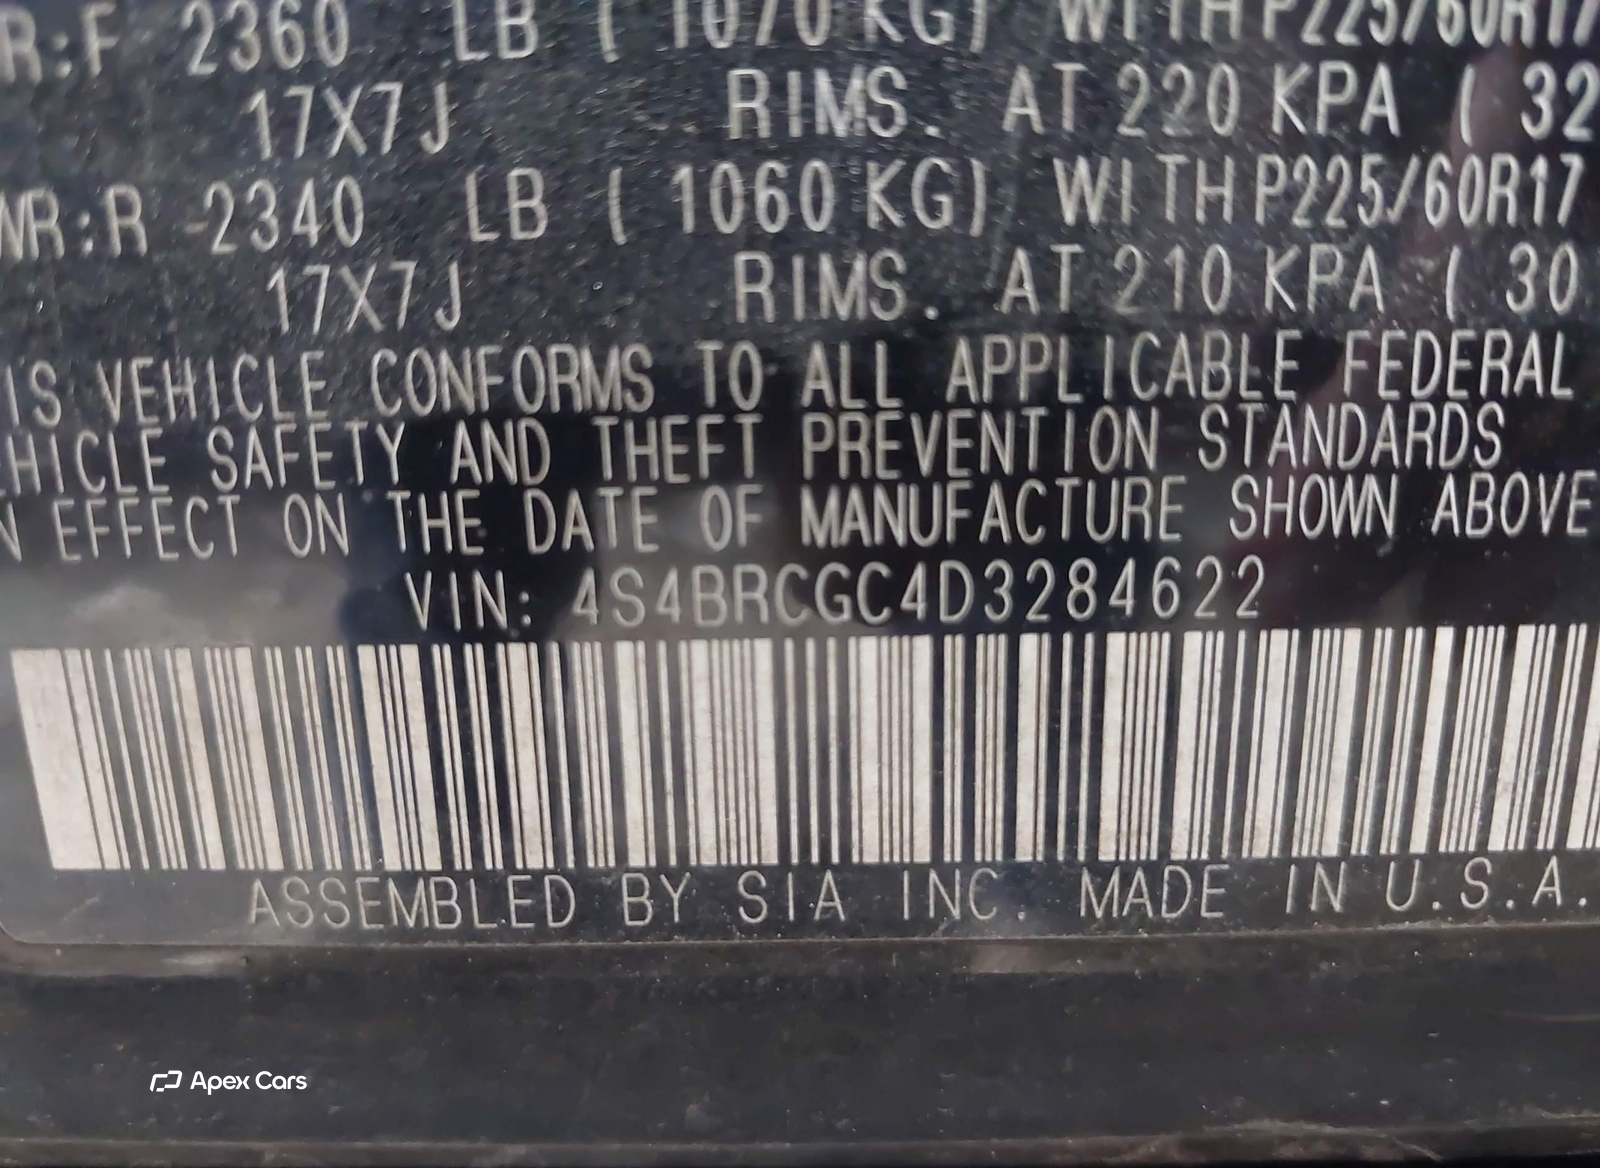 R:F 2360 LB ( 1070 KG) WITH P225/60R17
17X7J RIMS. AT 220 KPA ( 32
WR:R -2340 LB ( 1060 KG) WITH P225/60R17
17X7J RIMS. AT 210 KPA ( 30
IS VEHICLE CONFORMS TO ALL APPLICABLE FEDERAL
EHICLE SAFETY AND THEFT PREVENTION STANDARDS
N EFFECT ON THE DATE OF MANUFACTURE SHOWN ABOVE
VIN: 4S4BRCGC4D3284622
ASSEMBLED BY SIA INC. MADE IN U.S.A.
Apex Cars